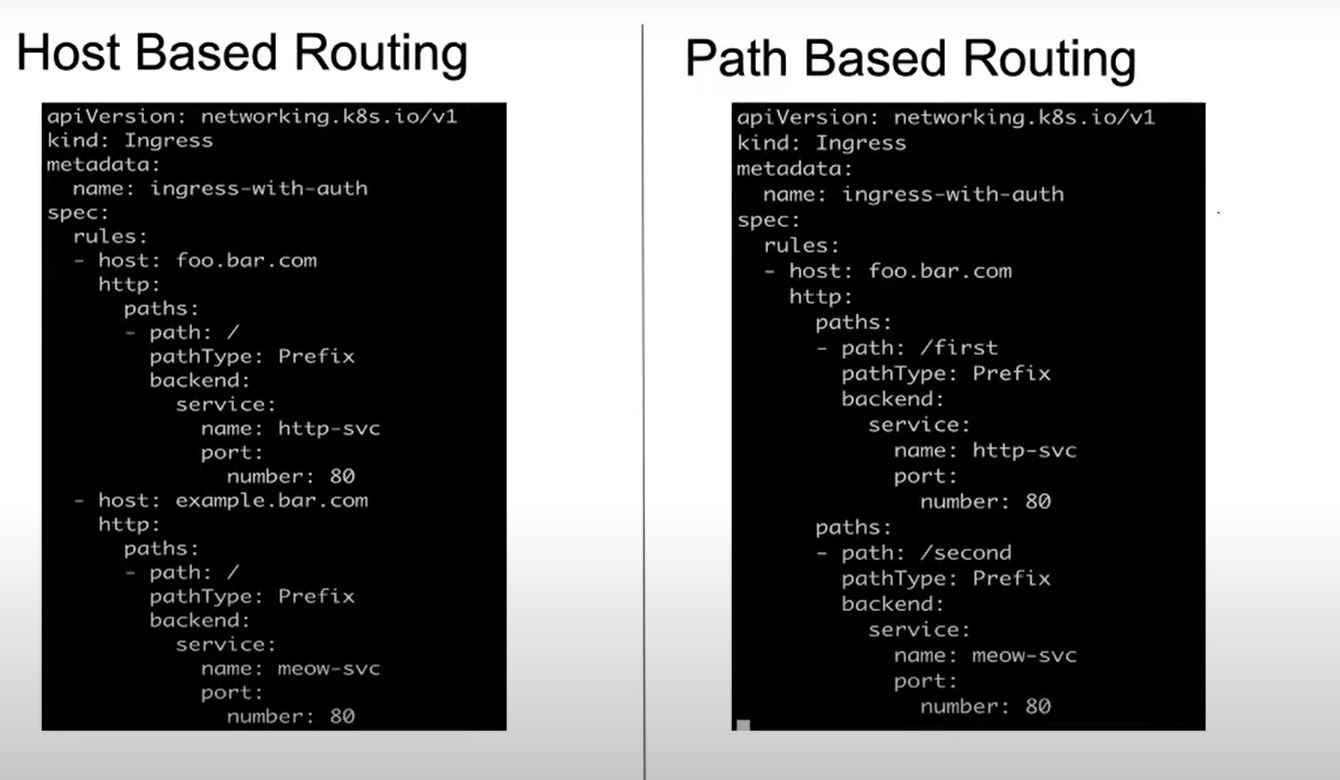 Host Based Routing
apiVersion: networking.k8s.io/v1
kind: Ingress
metadata:
  name: ingress-with-auth
spec:
  rules:
  - host: foo.bar.com
    http:
      paths:
      - path: /
        pathType: Prefix
        backend:
          service:
            name: http-svc
            port:
              number: 80
  - host: example.bar.com
    http:
      paths:
      - path: /
        pathType: Prefix
        backend:
          service:
            name: meow-svc
            port:
              number: 80
Path Based Routing
apiVersion: networking.k8s.io/v1
kind: Ingress
metadata:
  name: ingress-with-auth
spec:
  rules:
  - host: foo.bar.com
    http:
      paths:
      - path: /first
        pathType: Prefix
        backend:
          service:
            name: http-svc
            port:
              number: 80
      paths:
      - path: /second
        pathType: Prefix
        backend:
          service:
            name: meow-svc
            port:
              number: 80